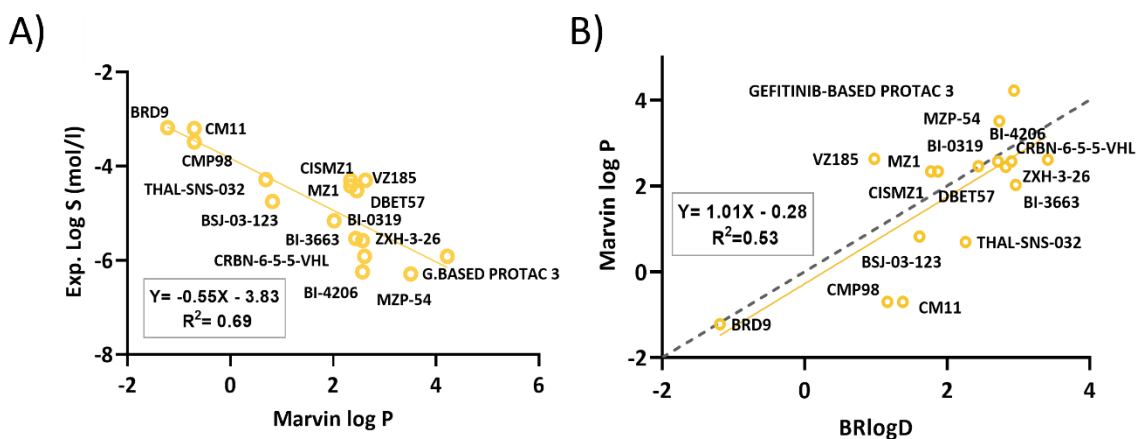 A)
-2
-4
-6
-8
-2
0
2
4
6
Exp. Log S (mol/l)
Marvin log P
BRD9
CM11
CMP98
THAL-SNS-032
BSJ-03-123
CISMZ1
VZ185
MZ1
DBET57
BI-0319
BI-3663
ZXH-3-26
CRBN-6-5-5-VHL
G.BASED PROTAC 3
BI-4206
MZP-54
Y= -0.55X - 3.83
R2= 0.69
B)
4
2
0
-2
-2
0
2
4
Marvin log P
BRlogD
GEFITINIB-BASED PROTAC 3
MZP-54
BI-4206
BI-0319
CRBN-6-5-5-VHL
VZ185
MZ1
ZXH-3-26
CISMZ1
DBET57
BI-3663
THAL-SNS-032
BSJ-03-123
CMP98
CM11
BRD9
Y= 1.01X - 0.28
R2=0.53